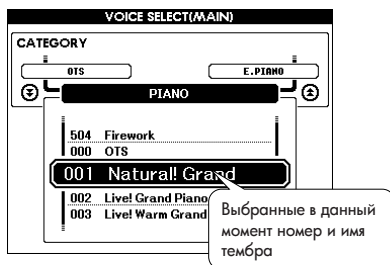 VOICE SELECT(MAIN)
CATEGORY
OTS
E.PIANO
PIANO
504 Firework
000 OTS
001 Natural! Grand
002 Live! Grand Piano
003 Live! Warm Grand
Выбранные в данный
момент номер и имя
тембра